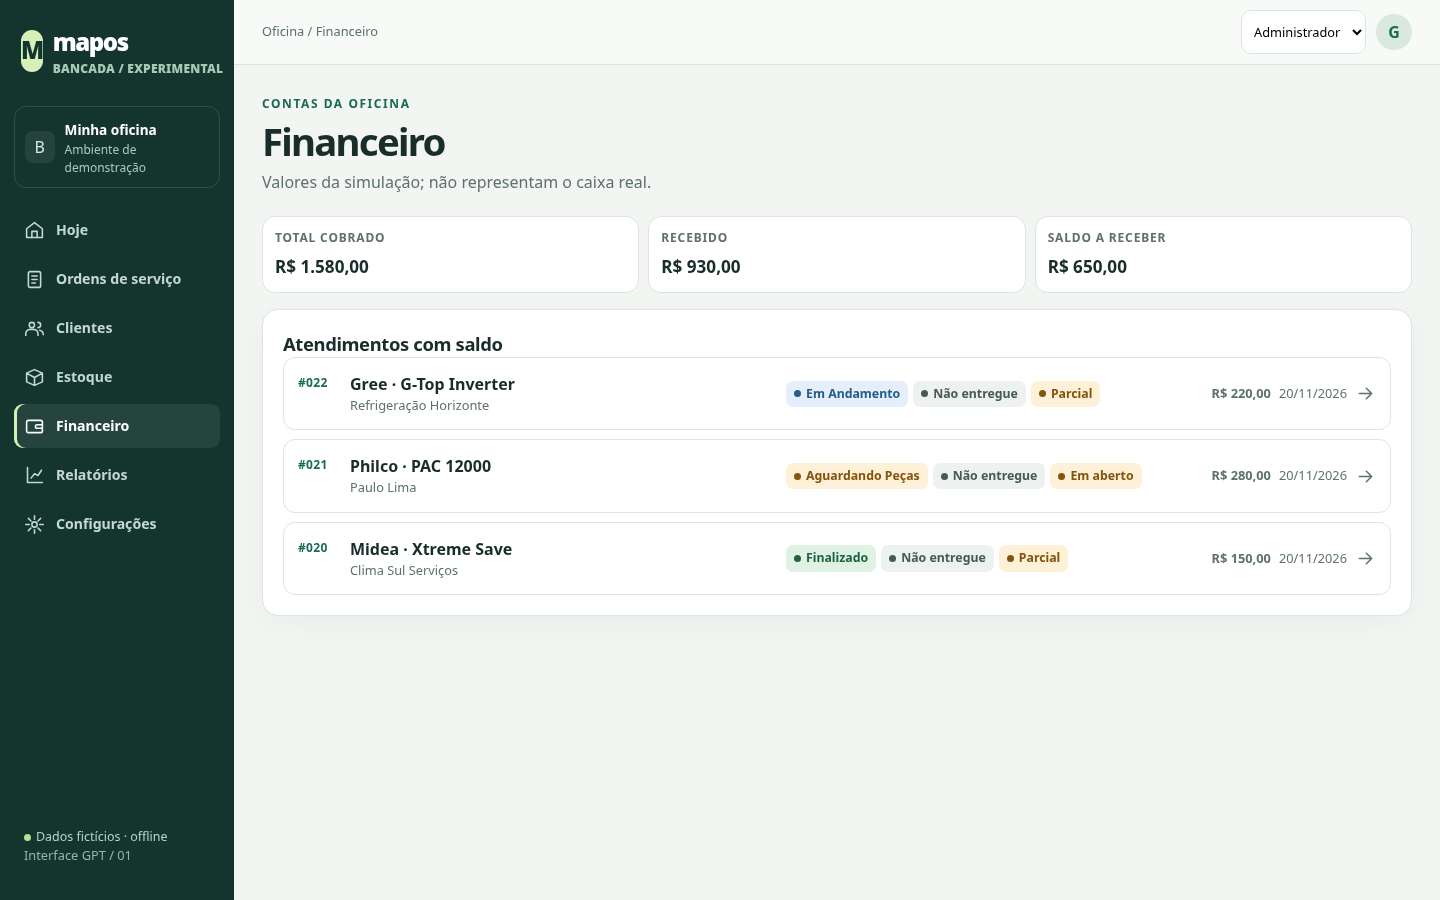 M
mapos
BANCADA / EXPERIMENTAL
B
Minha oficina
Ambiente de
demonstração
Hoje
Ordens de serviço
Clientes
Estoque
Financeiro
Relatórios
Configurações
Dados fictícios · offline
Interface GPT / 01
Oficina / Financeiro
Administrador
G
CONTAS DA OFICINA
Financeiro
Valores da simulação; não representam o caixa real.
TOTAL COBRADO
R$ 1.580,00
RECEBIDO
R$ 930,00
SALDO A RECEBER
R$ 650,00
Atendimentos com saldo
#022 Gree · G-Top Inverter
Refrigeração Horizonte
Em Andamento Não entregue Parcial R$ 220,00 20/11/2026
#021 Philco · PAC 12000
Paulo Lima
Aguardando Peças Não entregue Em aberto R$ 280,00 20/11/2026
#020 Midea · Xtreme Save
Clima Sul Serviços
Finalizado Não entregue Parcial R$ 150,00 20/11/2026